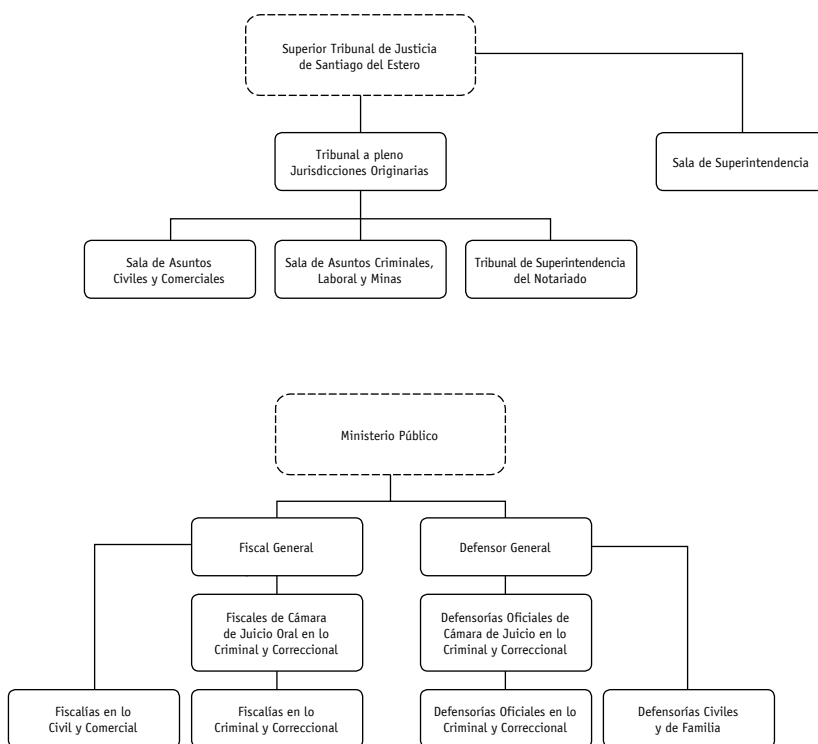 Superior Tribunal de Justicia
de Santiago del Estero
Tribunal a pleno
Jurisdicciones Originarias
Sala de Superintendencia
Sala de Asuntos
Civiles y Comerciales
Sala de Asuntos Criminales,
Laboral y Minas
Tribunal de Superintendencia
del Notariado
Ministerio Público
Fiscal General
Defensor General
Fiscales de Cámara
de Juicio Oral en lo
Criminal y Correccional
Defensorías Oficiales de
Cámara de Juicio en lo
Criminal y Correccional
Fiscalías en lo
Civil y Comercial
Fiscalías en lo
Criminal y Correccional
Defensorías Oficiales en lo
Criminal y Correccional
Defensorías Civiles
y de Familia